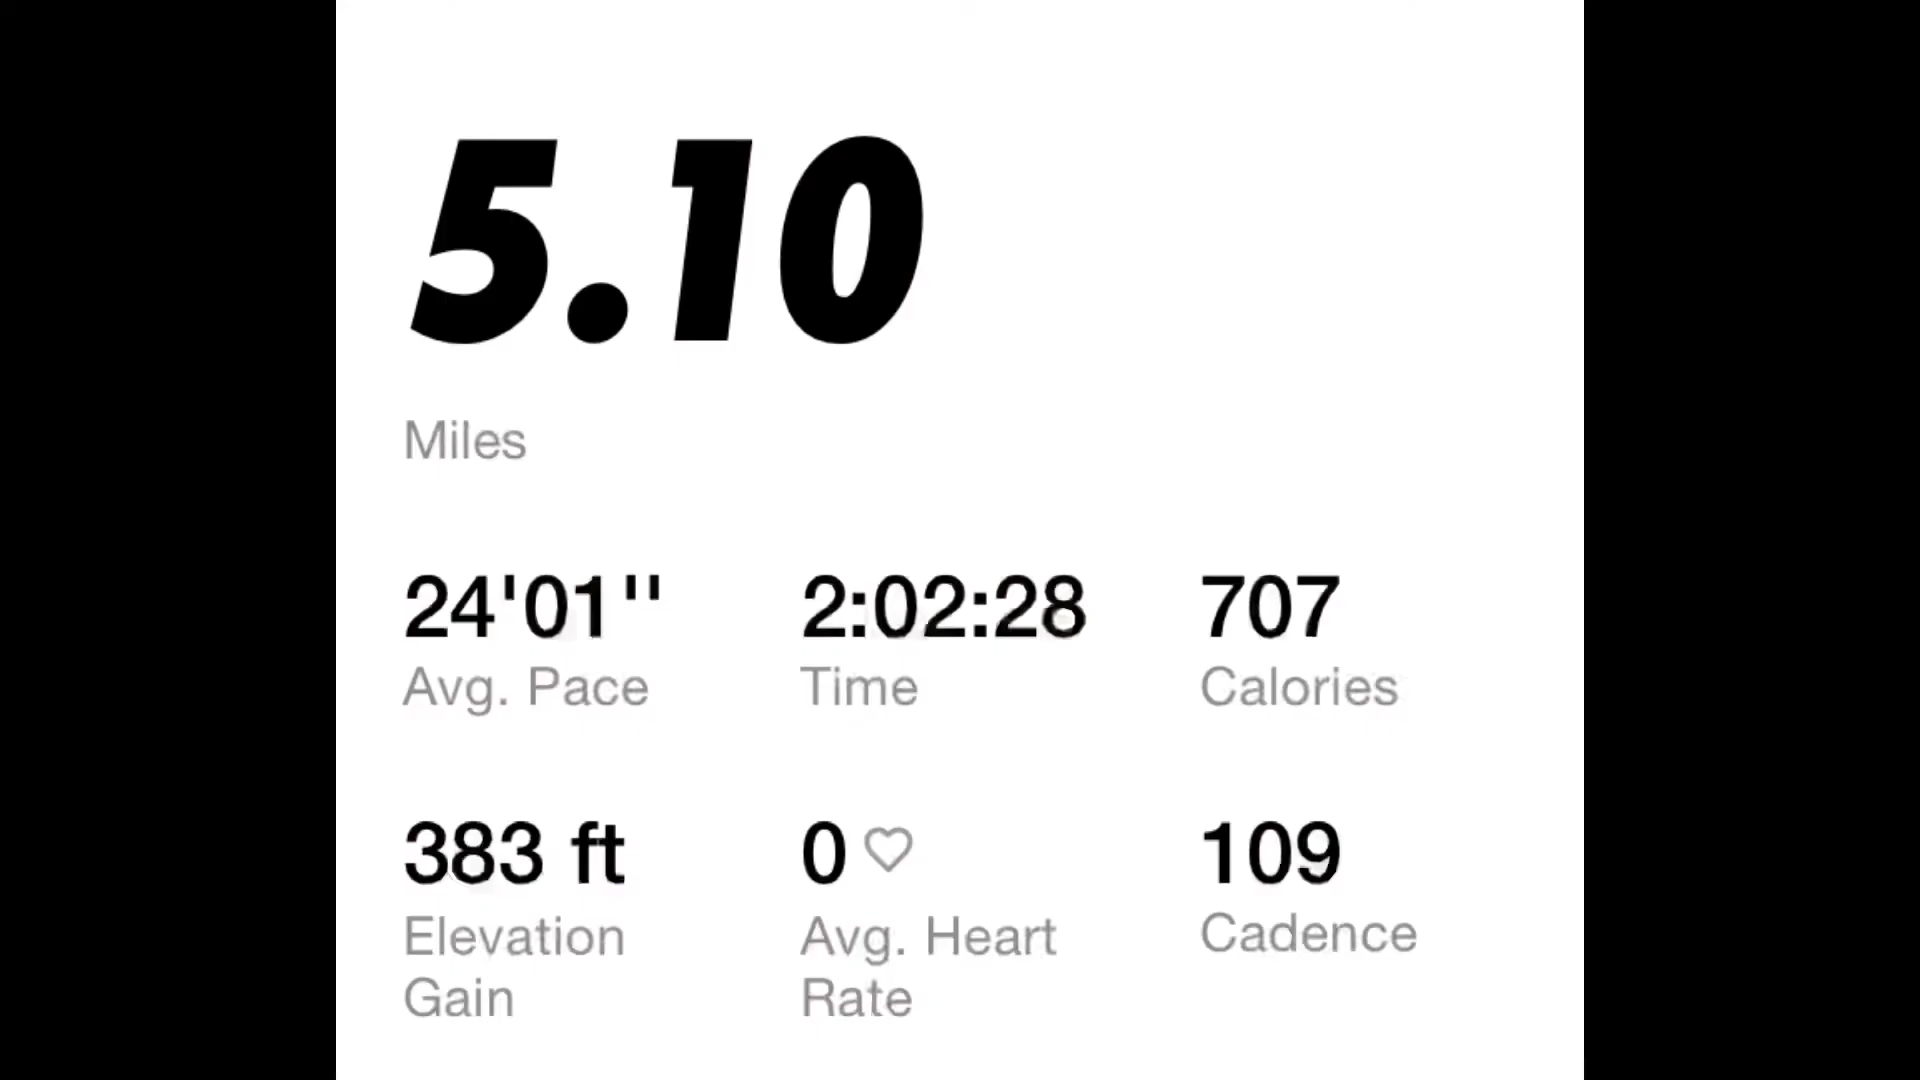 5.10
Miles
24'01'' 2:02:28 707
Avg. Pace Time Calories
383 ft 0 109
Elevation Gain Avg. Heart Rate Cadence